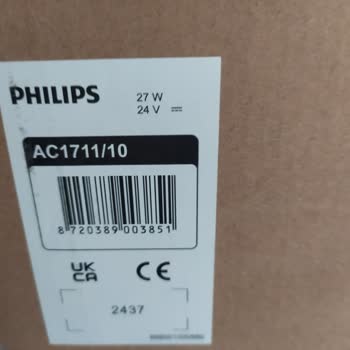 PHILIPS
27 W
24 V ⎓
AC1711/10
8 720389 003851
UK
CA
CE
2437